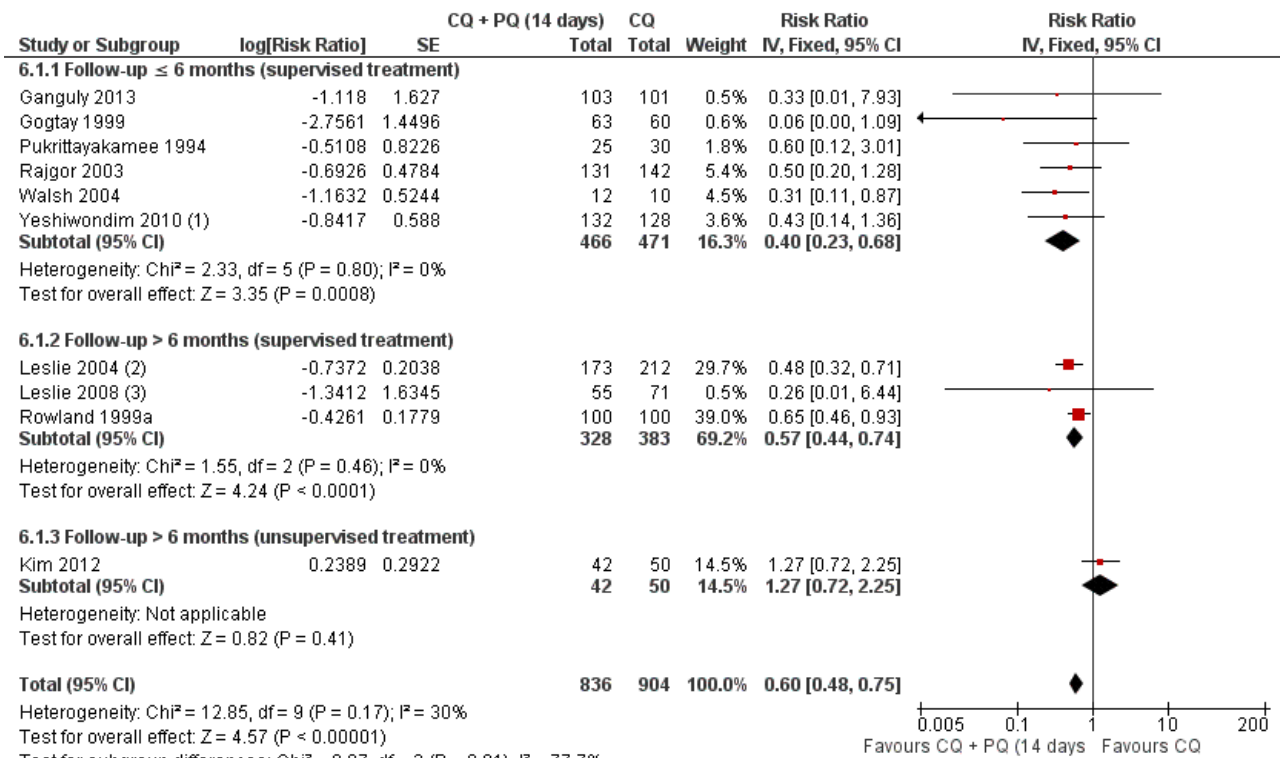 CQ + PQ (14 days) CQ Risk Ratio Risk Ratio
Study or Subgroup log[Risk Ratio] SE Total Total Weight IV, Fixed, 95% CI IV, Fixed, 95% CI
6.1.1 Follow-up ≤ 6 months (supervised treatment)
Ganguly 2013 -1.118 1.627 103 101 0.5% 0.33 [0.01, 7.93]
Gogtay 1999 -2.7561 1.4496 63 60 0.6% 0.06 [0.00, 1.09]
Pukrittayakamee 1994 -0.5108 0.8226 25 30 1.8% 0.60 [0.12, 3.01]
Rajgor 2003 -0.6926 0.4784 131 142 5.4% 0.50 [0.20, 1.28]
Walsh 2004 -1.1632 0.5244 12 10 4.5% 0.31 [0.11, 0.87]
Yeshiwondim 2010 (1) -0.8417 0.588 132 128 3.6% 0.43 [0.14, 1.36]
Subtotal (95% CI) 466 471 16.3% 0.40 [0.23, 0.68]
Heterogeneity: Chi² = 2.33, df = 5 (P = 0.80); I² = 0%
Test for overall effect: Z = 3.35 (P = 0.0008)
6.1.2 Follow-up > 6 months (supervised treatment)
Leslie 2004 (2) -0.7372 0.2038 173 212 29.7% 0.48 [0.32, 0.71]
Leslie 2008 (3) -1.3412 1.6345 55 71 0.5% 0.26 [0.01, 6.44]
Rowland 1999a -0.4261 0.1779 100 100 39.0% 0.65 [0.46, 0.93]
Subtotal (95% CI) 328 383 69.2% 0.57 [0.44, 0.74]
Heterogeneity: Chi² = 1.55, df = 2 (P = 0.46); I² = 0%
Test for overall effect: Z = 4.24 (P < 0.0001)
6.1.3 Follow-up > 6 months (unsupervised treatment)
Kim 2012 0.2389 0.2922 42 50 14.5% 1.27 [0.72, 2.25]
Subtotal (95% CI) 42 50 14.5% 1.27 [0.72, 2.25]
Heterogeneity: Not applicable
Test for overall effect: Z = 0.82 (P = 0.41)
Total (95% CI) 836 904 100.0% 0.60 [0.48, 0.75]
Heterogeneity: Chi² = 12.85, df = 9 (P = 0.17); I² = 30%
Test for overall effect: Z = 4.57 (P < 0.00001)
0.005 0.1 1 10 200
Favours CQ + PQ (14 days Favours CQ
Test for subgroup differences: Chi²